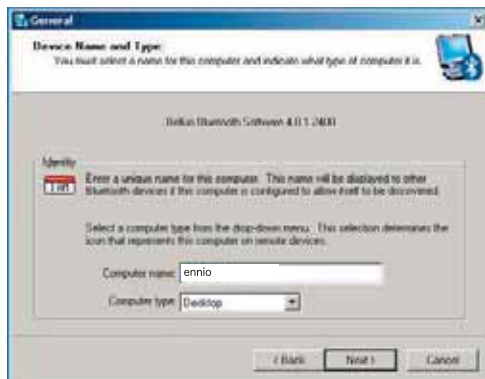 General
Device Name and Type:
You must select a name for this computer and indicate what type of computer it is.
Belkin Bluetooth Software 4.0.1.2400
Identity
Enter a unique name for this computer. This name will be displayed to other
Bluetooth devices if this computer is configured to allow itself to be discovered.
Select a computer type from the drop-down menu. This selection determines the
icon that represents this computer on remote devices.
Computer name: ennio
Computer type: Desktop
< Back Next > Cancel